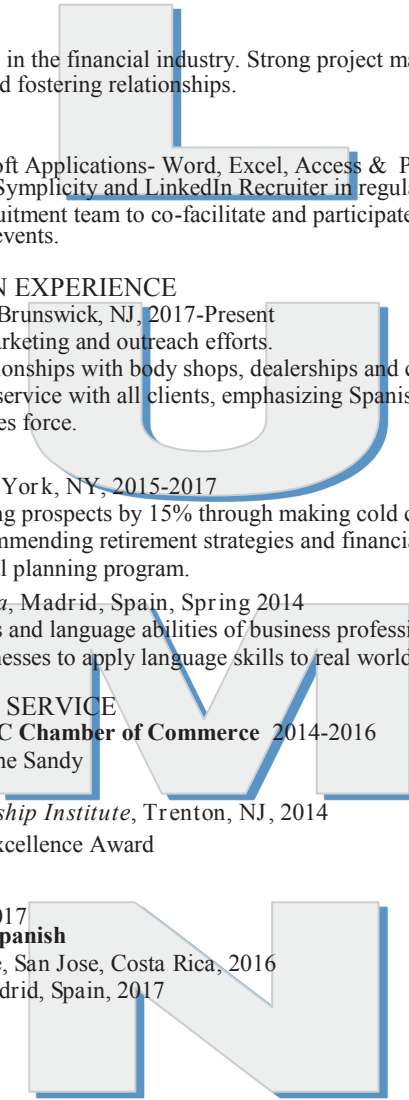 L
in the financial industry. Strong project ma
d fostering relationships.
oft Applications- Word, Excel, Access & P
Symplicity and LinkedIn Recruiter in regula
uitment team to co-facilitate and participate
events.
N EXPERIENCE
Brunswick, NJ, 2017-Present
arketing and outreach efforts.
ionships with body shops, dealerships and c
service with all clients, emphasizing Spanis
es force.
U
York, NY, 2015-2017
ng prospects by 15% through making cold c
mmending retirement strategies and financia
al planning program.
a, Madrid, Spain, Spring 2014
s and language abilities of business professi
nesses to apply language skills to real world
M
SERVICE
C Chamber of Commerce 2014-2016
ne Sandy
ship Institute, Trenton, NJ, 2014
xcellence Award
017
panish
e, San Jose, Costa Rica, 2016
adrid, Spain, 2017
N